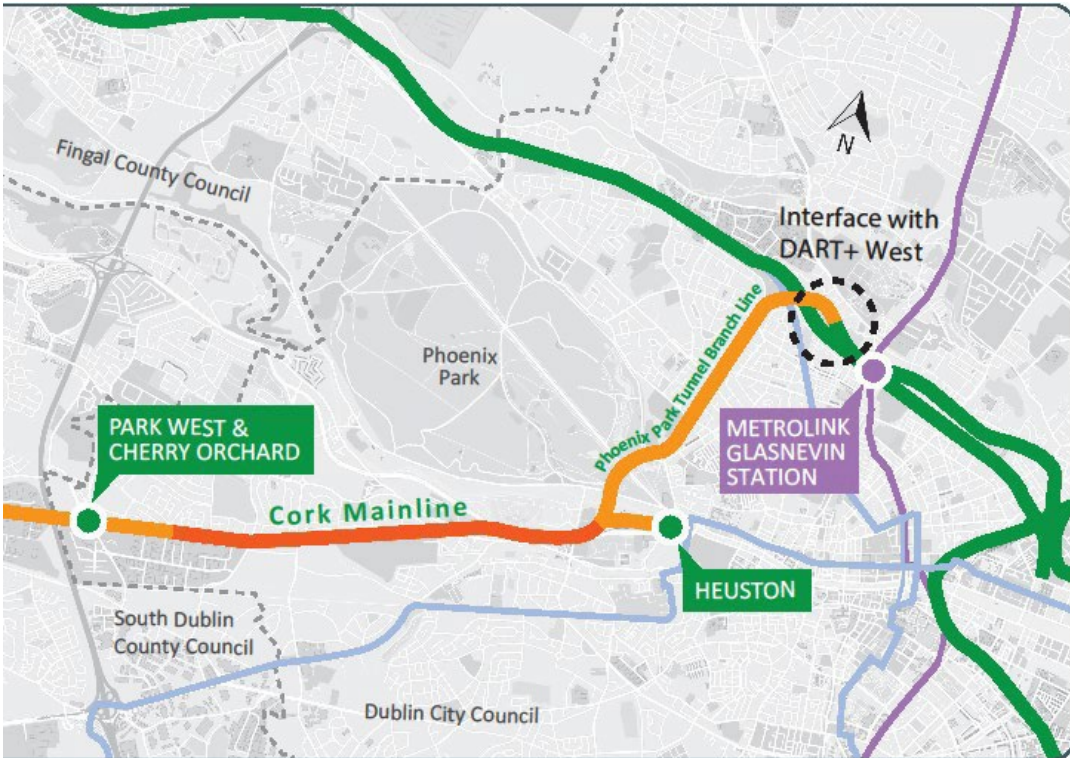 Fingal County Council
N
Interface with
DART+ West
Phoenix
Park
Phoenix Park Tunnel Branch Line
PARK WEST &
CHERRY ORCHARD
METROLINK
GLASNEVIN
STATION
Cork Mainline
HEUSTON
South Dublin
County Council
Dublin City Council